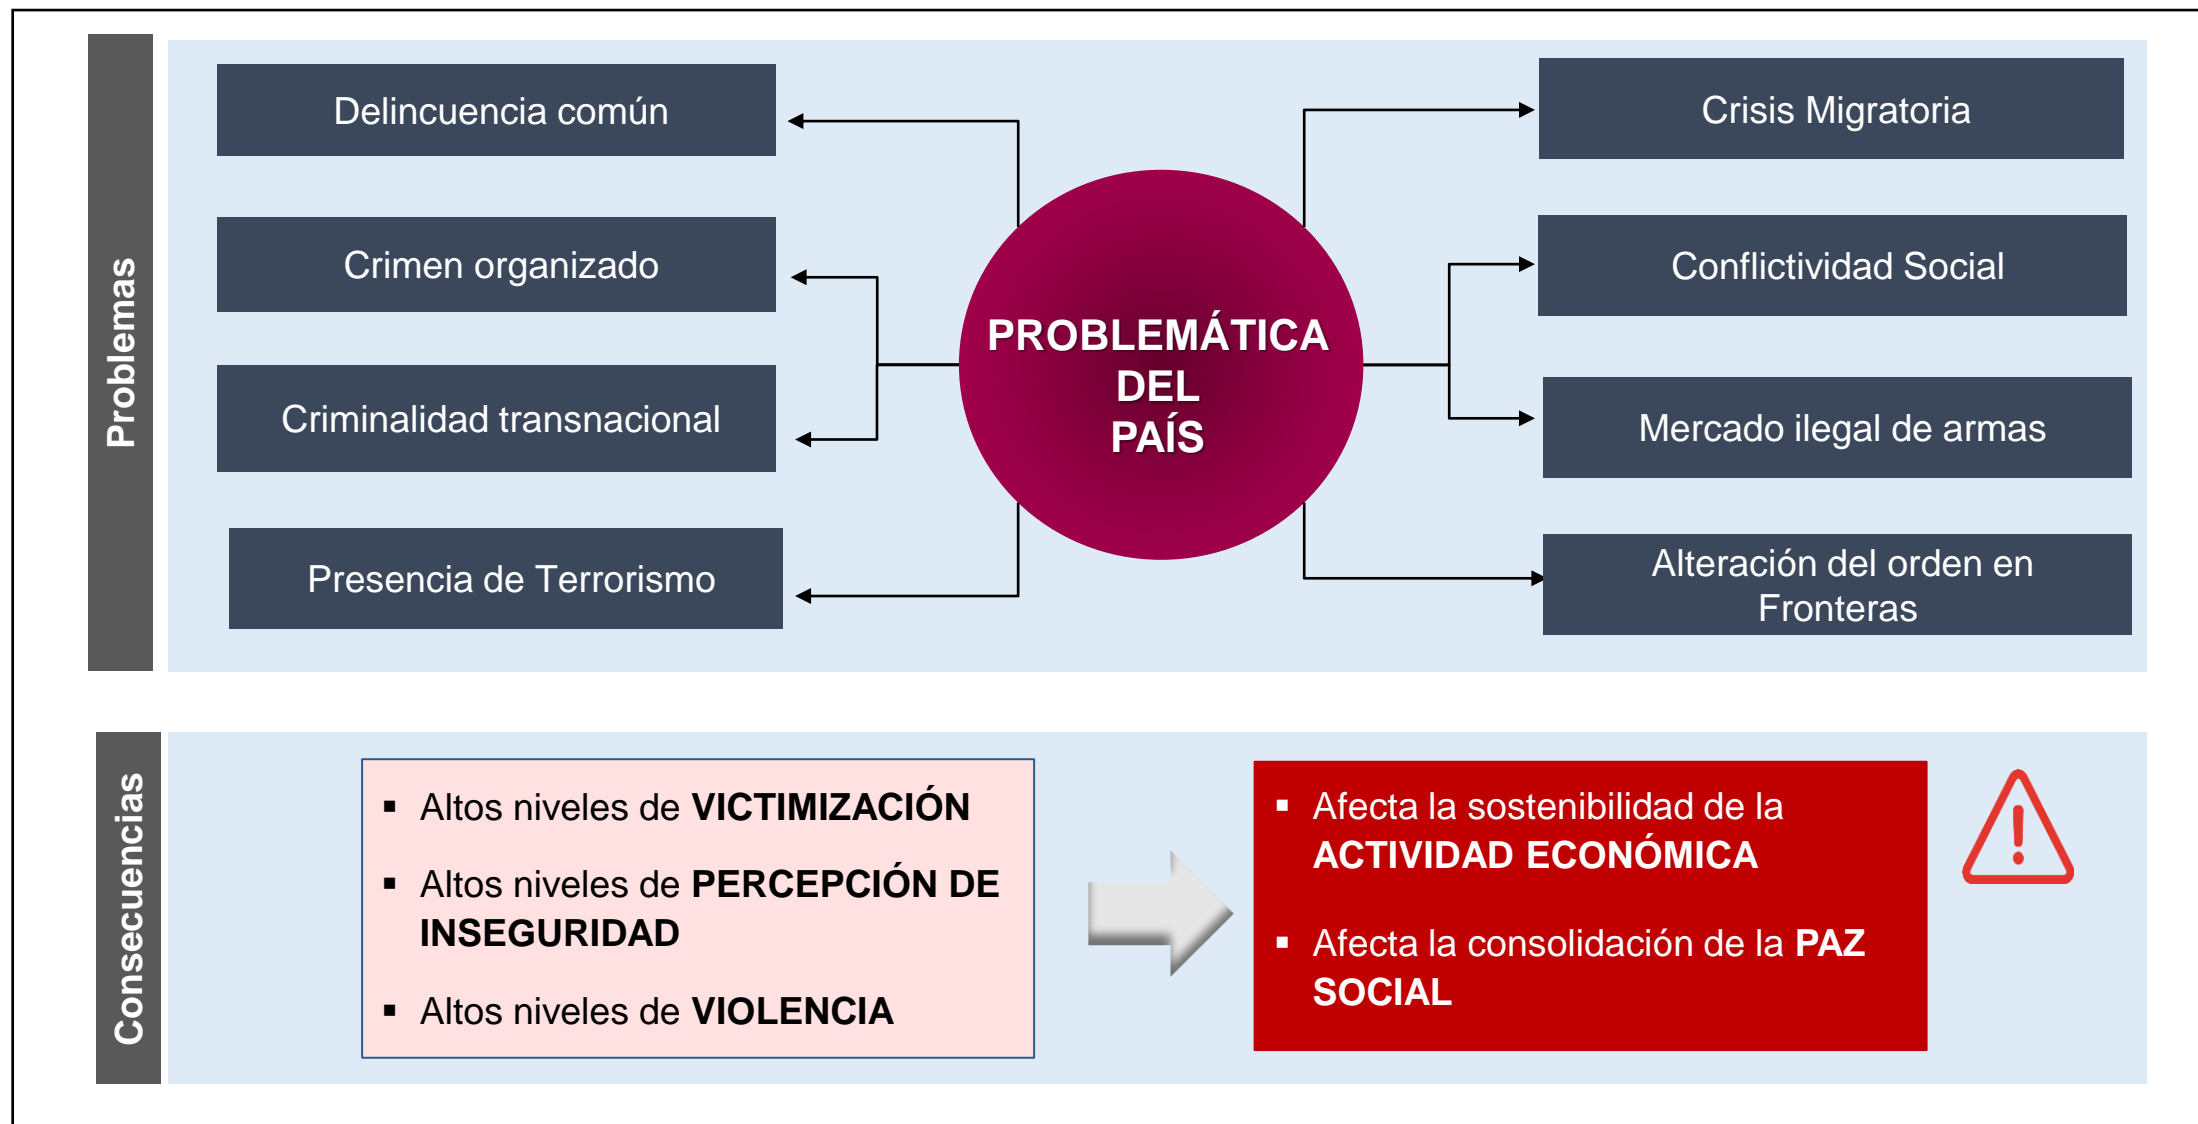 Problemas
Delincuencia común
Crimen organizado
Criminalidad transnacional
Presencia de Terrorismo
PROBLEMÁTICA
DEL
PAÍS
Crisis Migratoria
Conflictividad Social
Mercado ilegal de armas
Alteración del orden en
Fronteras
Consecuencias
▪ Altos niveles de VICTIMIZACIÓN
▪ Altos niveles de PERCEPCIÓN DE
INSEGURIDAD
▪ Altos niveles de VIOLENCIA
▪ Afecta la sostenibilidad de la
ACTIVIDAD ECONÓMICA
▪ Afecta la consolidación de la PAZ
SOCIAL